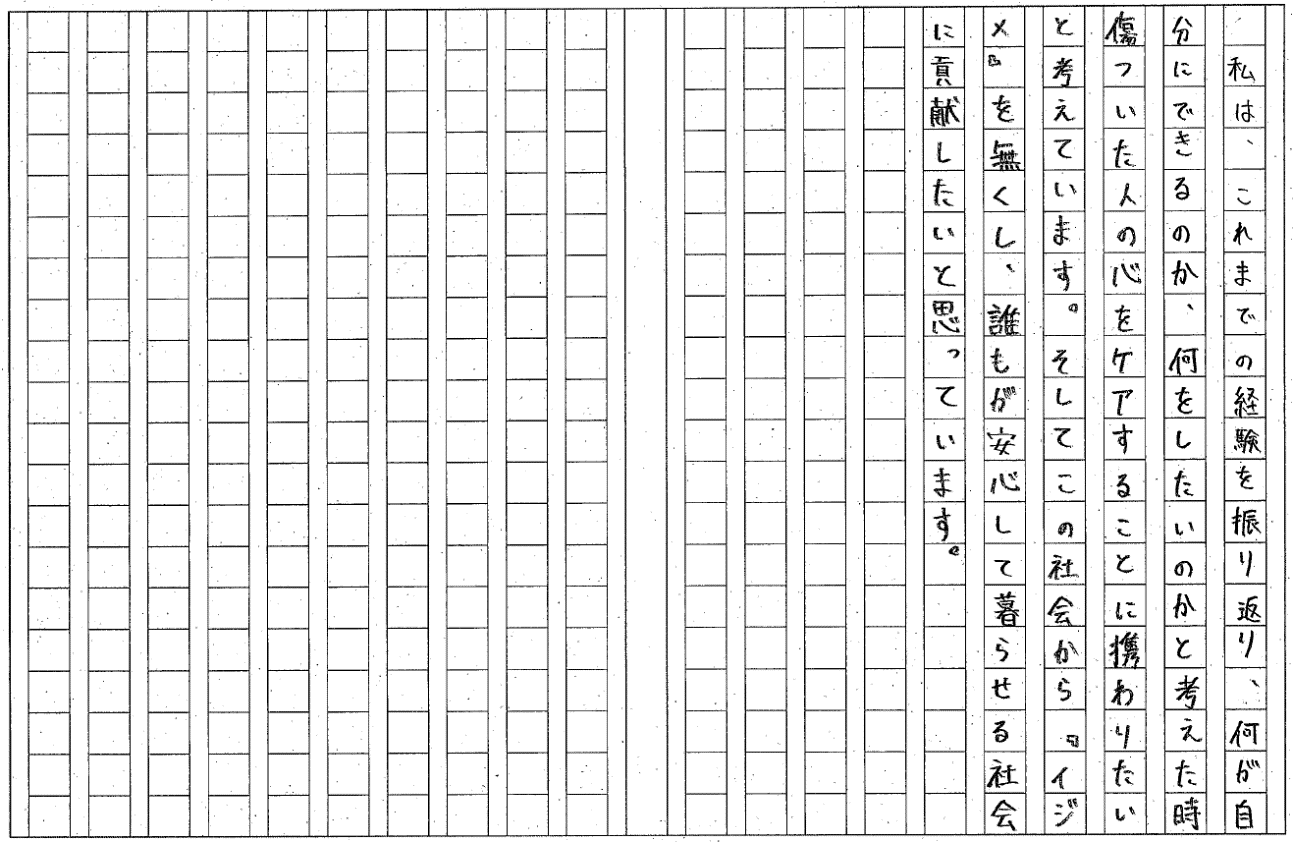 私は、これまでの経験を振り返り、何が自
分にできるのか、何をしたいのかと考えた時
傷ついた人の心をケアすることに携わりたい
と考えています。そしてこの社会から『イジ
メ』を無くし、誰もが安心して暮らせる社会
に貢献したいと思っています。